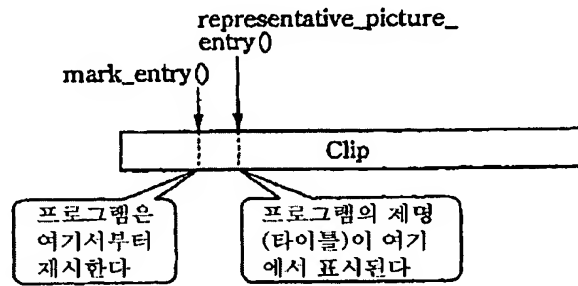 representative_picture_
entry()
mark_entry()
Clip
프로그램은
여기서부터
재시한다
프로그램의 제명
(타이블)이 여기
에서 표시된다